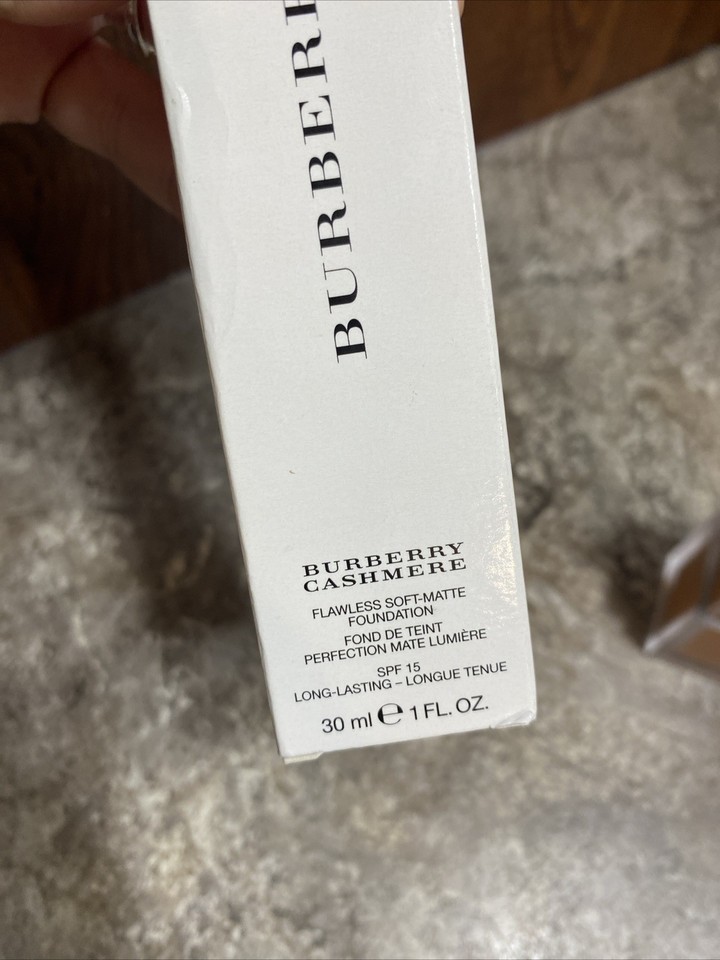 BURBERR
BURBERRY
CASHMERE
FLAWLESS SOFT-MATTE
FOUNDATION
FOND DE TEINT
PERFECTION MATE LUMIÈRE
SPF 15
LONG-LASTING – LONGUE TENUE
30 ml ℮ 1 FL. OZ.